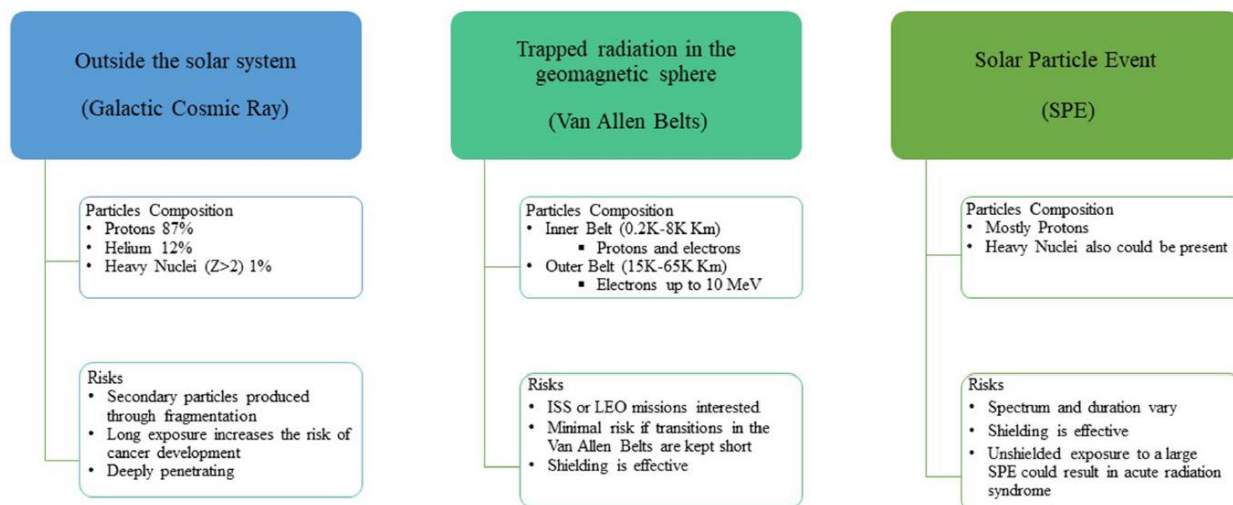 Outside the solar system
(Galactic Cosmic Ray)
Particles Composition
• Protons 87%
• Helium 12%
• Heavy Nuclei (Z>2) 1%
Risks
• Secondary particles produced
through fragmentation
• Long exposure increases the risk of
cancer development
• Deeply penetrating
Trapped radiation in the
geomagnetic sphere
(Van Allen Belts)
Particles Composition
• Inner Belt (0.2K-8K Km)
▪ Protons and electrons
• Outer Belt (15K-65K Km)
▪ Electrons up to 10 MeV
Risks
• ISS or LEO missions interested
• Minimal risk if transitions in the
Van Allen Belts are kept short
• Shielding is effective
Solar Particle Event
(SPE)
Particles Composition
• Mostly Protons
• Heavy Nuclei also could be present
Risks
• Spectrum and duration vary
• Shielding is effective
• Unshielded exposure to a large
SPE could result in acute radiation
syndrome